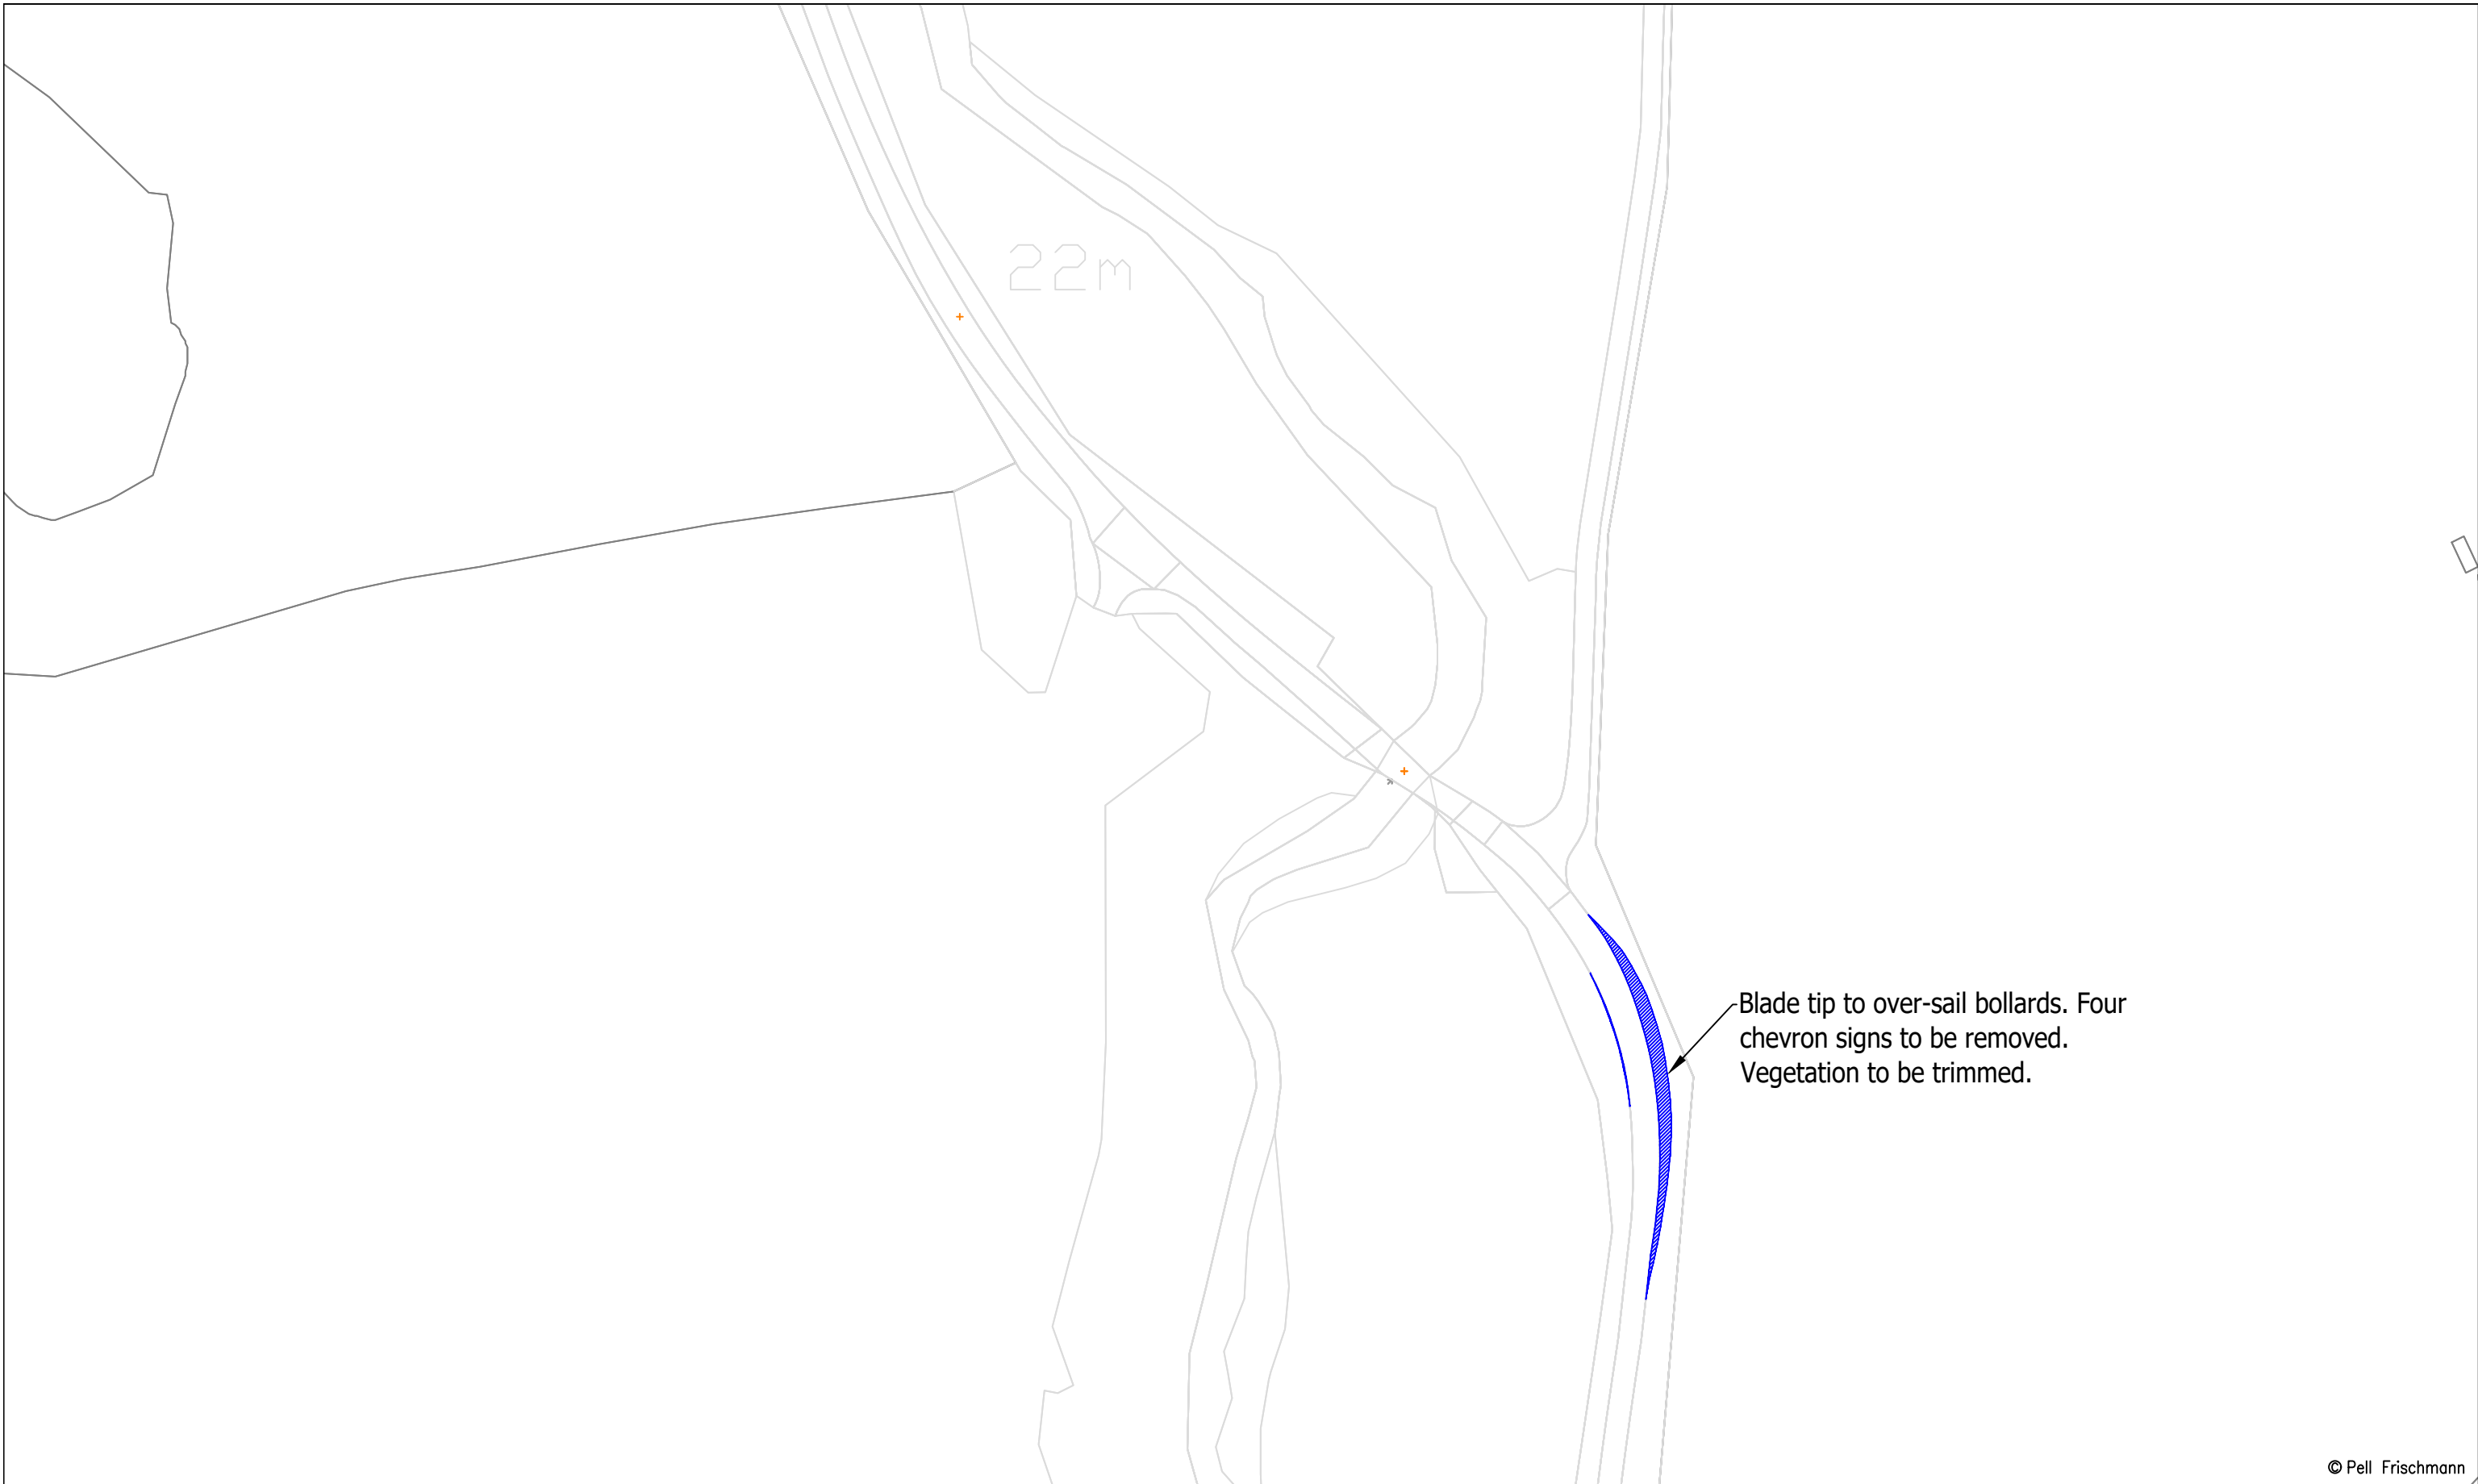 22m
Blade tip to over-sail bollards. Four
chevron signs to be removed.
Vegetation to be trimmed.
© Pell Frischmann